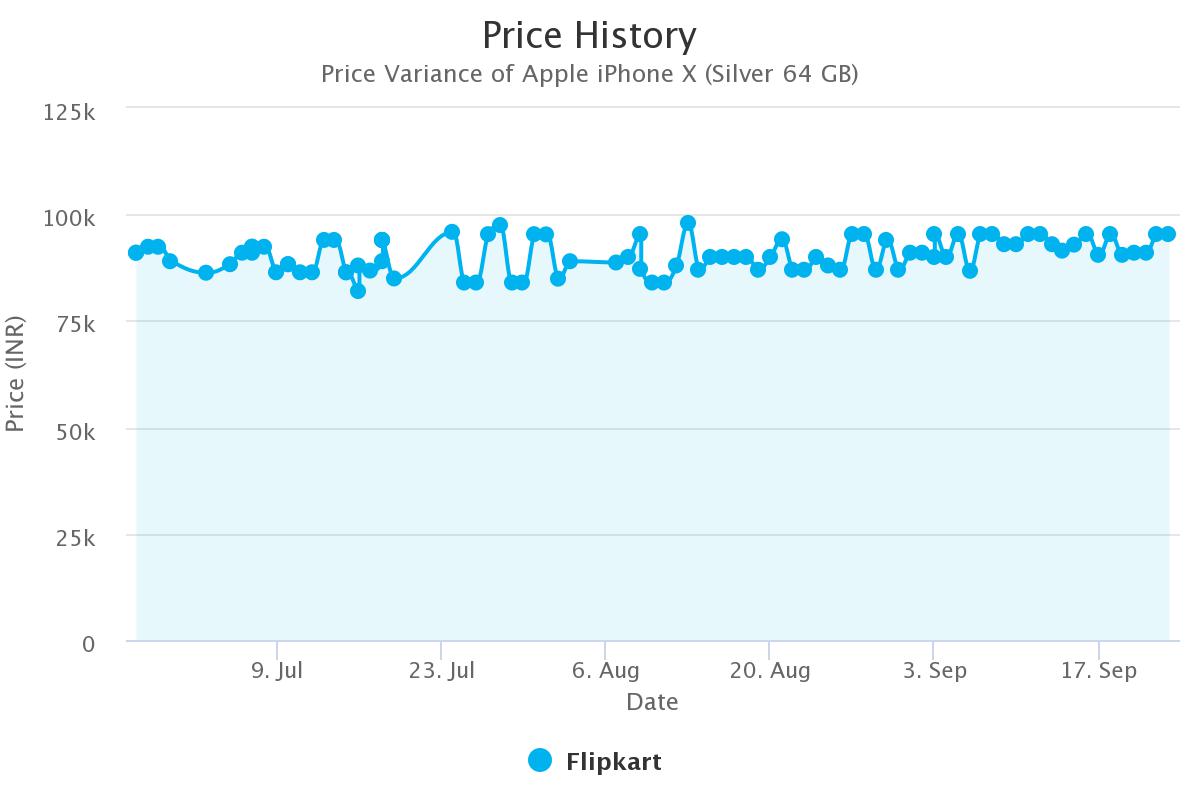 Price History
Price Variance of Apple iPhone X (Silver 64 GB)
125k
100k
75k
50k
25k
0
Price (INR)
9. Jul 23. Jul 6. Aug 20. Aug 3. Sep 17. Sep
Date
Flipkart